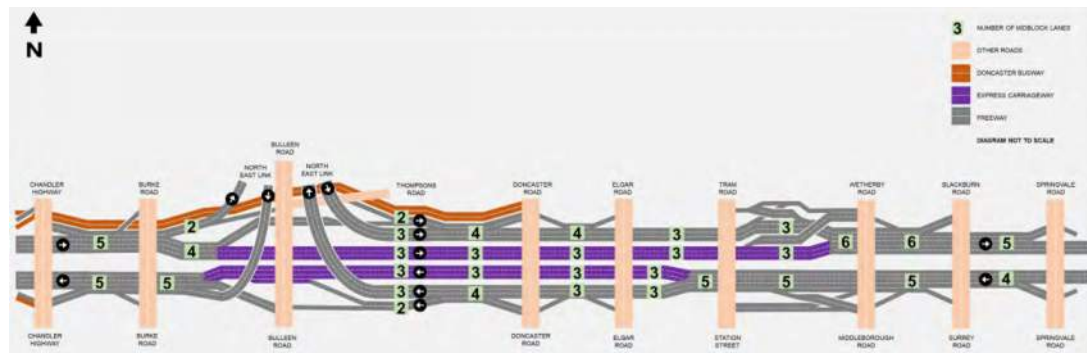 N
3 NUMBER OF MIDBLOCK LANES
OTHER ROADS
DONCASTER BUSWAY
EXPRESS CARRIAGEWAY
FREEWAY
DIAGRAM NOT TO SCALE
BULLEEN
ROAD
NORTH
EAST LINK
NORTH
EAST LINK
CHANDLER
HIGHWAY
BURKE
ROAD
THOMPSONS
ROAD
DONCASTER
ROAD
ELGAR
ROAD
TRAM
ROAD
WETHERBY
ROAD
BLACKBURN
ROAD
SPRINGVALE
ROAD
2 2
5 3 4 4 3 3 6 6 5
4 3 3 3 3 3
3 3 3 3
5 5 3 4 3 3 5 5 5 4
2
CHANDLER
HIGHWAY
BURKE
ROAD
BULLEEN
ROAD
DONCASTER
ROAD
ELGAR
ROAD
STATION
STREET
MIDDLEBOROUGH
ROAD
SURREY
ROAD
SPRINGVALE
ROAD